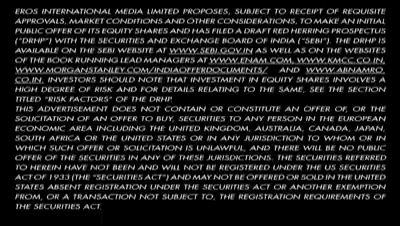 EROS INTERNATIONAL MEDIA LIMITED PROPOSES, SUBJECT TO RECEIPT OF REQUISITE
APPROVALS, MARKET CONDITIONS AND OTHER CONSIDERATIONS, TO MAKE AN INITIAL
PUBLIC OFFER OF ITS EQUITY SHARES AND HAS FILED A DRAFT RED HERRING PROSPECTUS
("DRHP") WITH THE SECURITIES AND EXCHANGE BOARD OF INDIA ("SEBI"). THE DRHP IS
AVAILABLE ON THE SEBI WEBSITE AT WWW.SEBI.GOV.IN AS WELL AS ON THE WEBSITES
OF THE BOOK RUNNING LEAD MANAGERS AT WWW.ENAM.COM, WWW.KMCC.CO.IN,
WWW.MORGANSTANLEY.COM/INDIAOFFERDOCUMENTS/ AND WWW.ABNAMRO.
CO.IN. INVESTORS SHOULD NOTE THAT INVESTMENT IN EQUITY SHARES INVOLVES A
HIGH DEGREE OF RISK AND FOR DETAILS RELATING TO THE SAME, SEE THE SECTION
TITLED "RISK FACTORS" OF THE DRHP.
THIS ADVERTISEMENT DOES NOT CONTAIN OR CONSTITUTE AN OFFER OF, OR THE
SOLICITATION OF AN OFFER TO BUY, SECURITIES TO ANY PERSON IN THE EUROPEAN
ECONOMIC AREA INCLUDING THE UNITED KINGDOM, AUSTRALIA, CANADA, JAPAN,
SOUTH AFRICA OR THE UNITED STATES OR IN ANY JURISDICTION TO WHOM OR IN
WHICH SUCH OFFER OR SOLICITATION IS UNLAWFUL, AND THERE WILL BE NO PUBLIC
OFFER OF THE SECURITIES IN ANY OF THESE JURISDICTIONS. THE SECURITIES REFERRED
TO HEREIN HAVE NOT BEEN AND WILL NOT BE REGISTERED UNDER THE US SECURITIES
ACT OF 1933 (THE "SECURITIES ACT") AND MAY NOT BE OFFERED OR SOLD IN THE UNITED
STATES ABSENT REGISTRATION UNDER THE SECURITIES ACT OR ANOTHER EXEMPTION
FROM, OR A TRANSACTION NOT SUBJECT TO, THE REGISTRATION REQUIREMENTS OF
THE SECURITIES ACT.